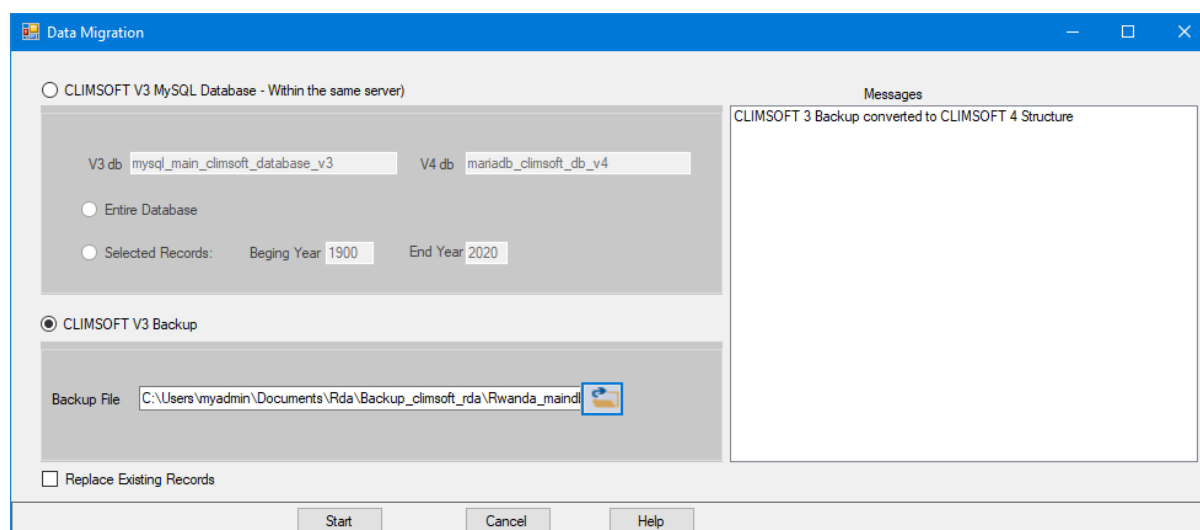 Data Migration
CLIMSOFT V3 MySQL Database - Within the same server)
Messages
CLIMSOFT 3 Backup converted to CLIMSOFT 4 Structure
V3 db mysql_main_climsoft_database_v3 V4 db mariadb_climsoft_db_v4
Entire Database
Selected Records: Beging Year 1900 End Year 2020
CLIMSOFT V3 Backup
Backup File C:\Users\myadmin\Documents\Rda\Backup_climsoft_rda\Rwanda_maindl
Replace Existing Records
Start Cancel Help